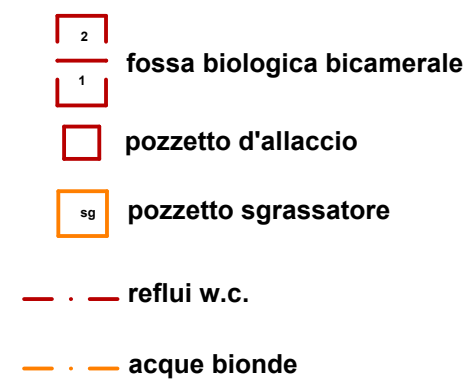 2
1
fossa biologica bicamerale
pozzetto d'allaccio
sg
pozzetto sgrassatore
reflui w.c.
acque bionde